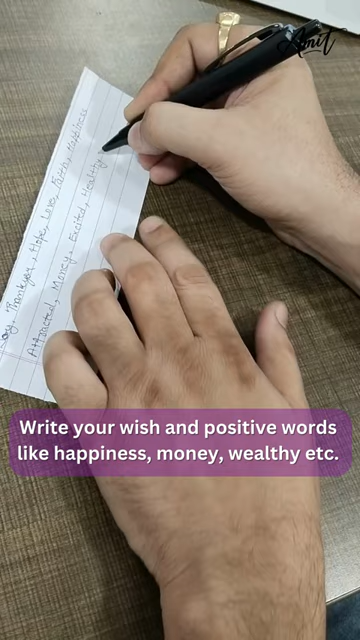 Amit
Joy, Thankyou, Hope, Love, Faith, Happiness
Attracted, Money, Excited, Healthy
Write your wish and positive words
like happiness, money, wealthy etc.